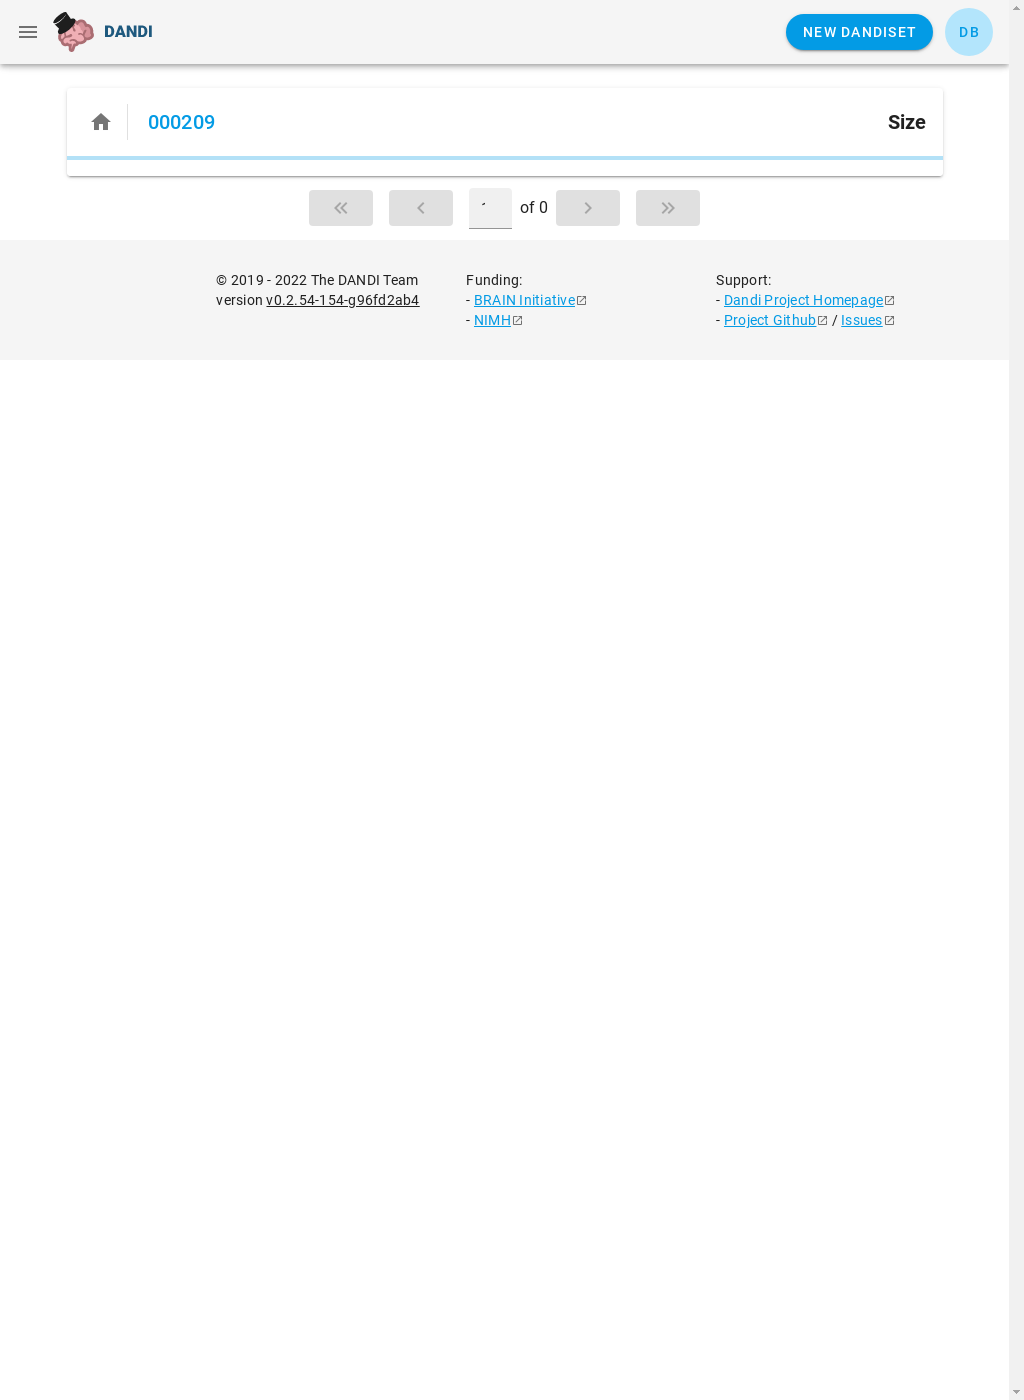 DANDI
NEW DANDISET
DB
000209
Size
of 0
© 2019 - 2022 The DANDI Team
version v0.2.54-154-g96fd2ab4
Funding:
- BRAIN Initiative
- NIMH
Support:
- Dandi Project Homepage
- Project Github / Issues